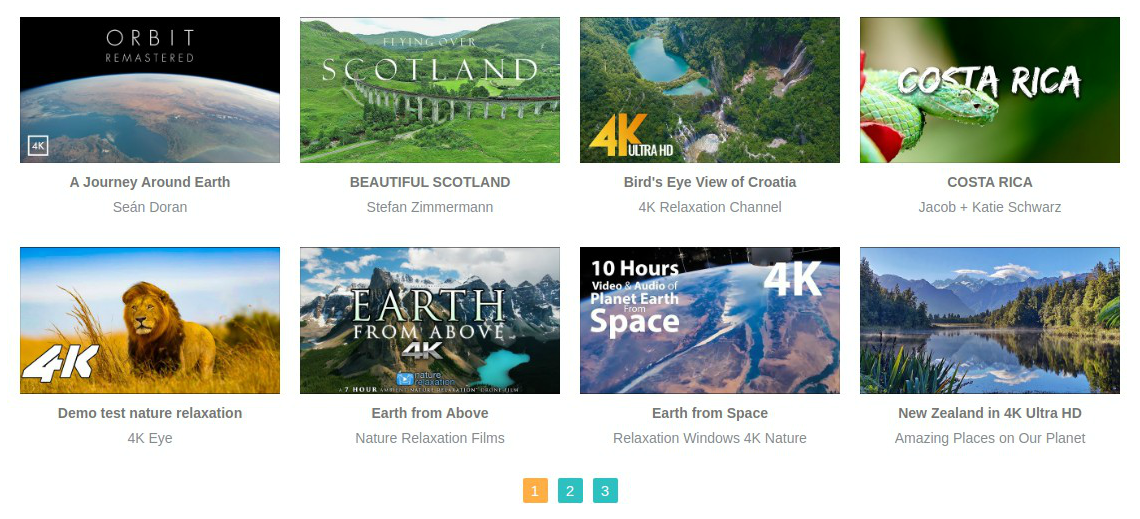 ORBIT
REMASTERED
4K
FLYING OVER
SCOTLAND
4K ULTRA HD
COSTA RICA
A Journey Around Earth
BEAUTIFUL SCOTLAND
Bird's Eye View of Croatia
COSTA RICA
Seán Doran
Stefan Zimmermann
4K Relaxation Channel
Jacob + Katie Schwarz
4K
EARTH
FROM ABOVE
4K
nature
relaxation
A 7 HOUR AMBIENT NATURE RELAXATION DRONE FILM
10 Hours
Video & Audio of
Planet Earth
From
Space
4K
Demo test nature relaxation
Earth from Above
Earth from Space
New Zealand in 4K Ultra HD
4K Eye
Nature Relaxation Films
Relaxation Windows 4K Nature
Amazing Places on Our Planet
1 2 3